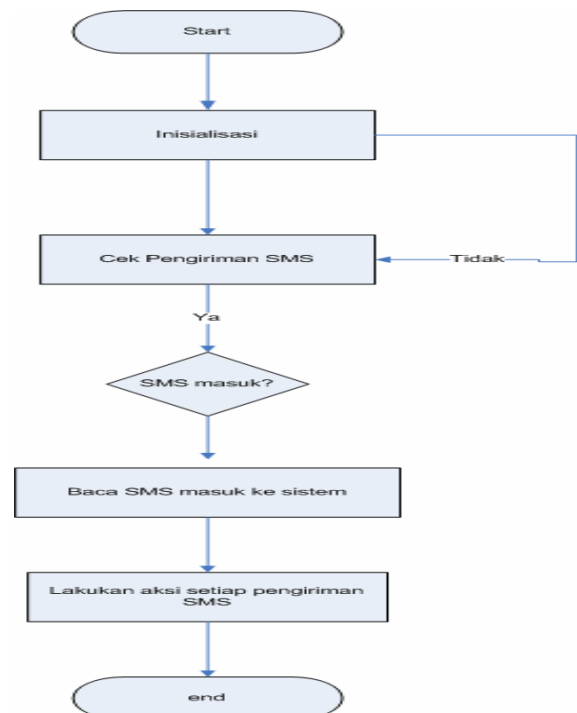 Start
Inisialisasi
Cek Pengiriman SMS
Tidak
Ya
SMS masuk?
Baca SMS masuk ke sistem
Lakukan aksi setiap pengiriman
SMS
end